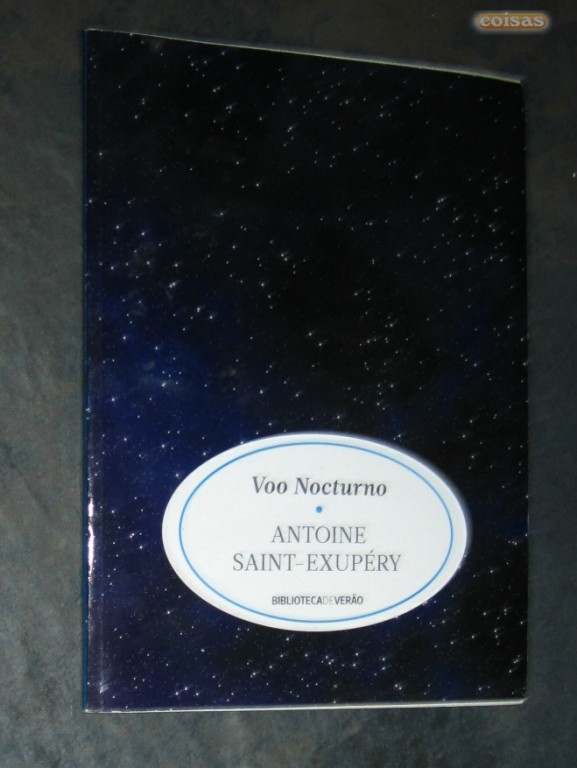 coisas
Voo Nocturno
ANTOINE
SAINT-EXUPÉRY
BIBLIOTECADEVERÃO